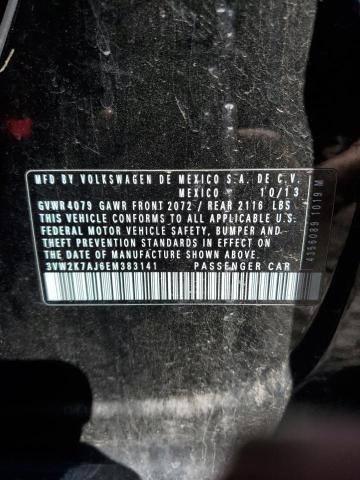 MFD. BY VOLKSWAGEN DE MEXICO S.A. DE C.V.
MEXICO 10/13
GVWR4079 GAWR FRONT 2072 / REAR 2116 LBS
THIS VEHICLE CONFORMS TO ALL APPLICABLE U.S.
FEDERAL MOTOR VEHICLE SAFETY, BUMPER AND
THEFT PREVENTION STANDARDS IN EFFECT ON
THE DATE OF MANUFACTURE SHOWN ABOVE.
3VW2K7AJ6EM383141 PASSENGER CAR
4356089 1019 M